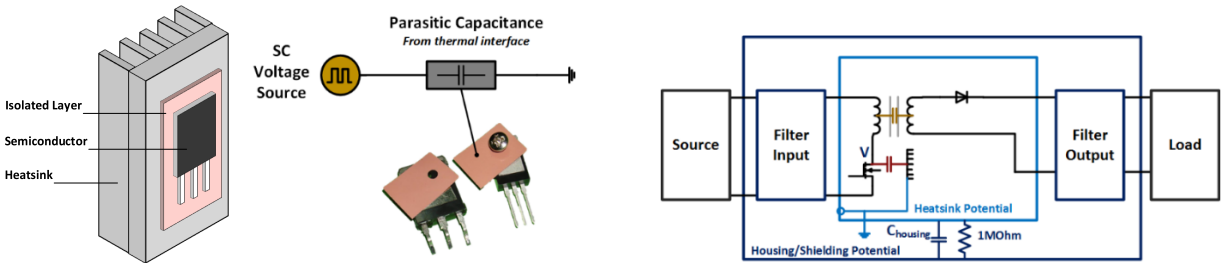 Isolated Layer
Semiconductor
Heatsink
Parasitic Capacitance
From thermal interface
SC
Voltage
Source
Source
Filter
Input
V
Heatsink Potential
Chousing
1MOhm
Housing/Shielding Potential
Filter
Output
Load